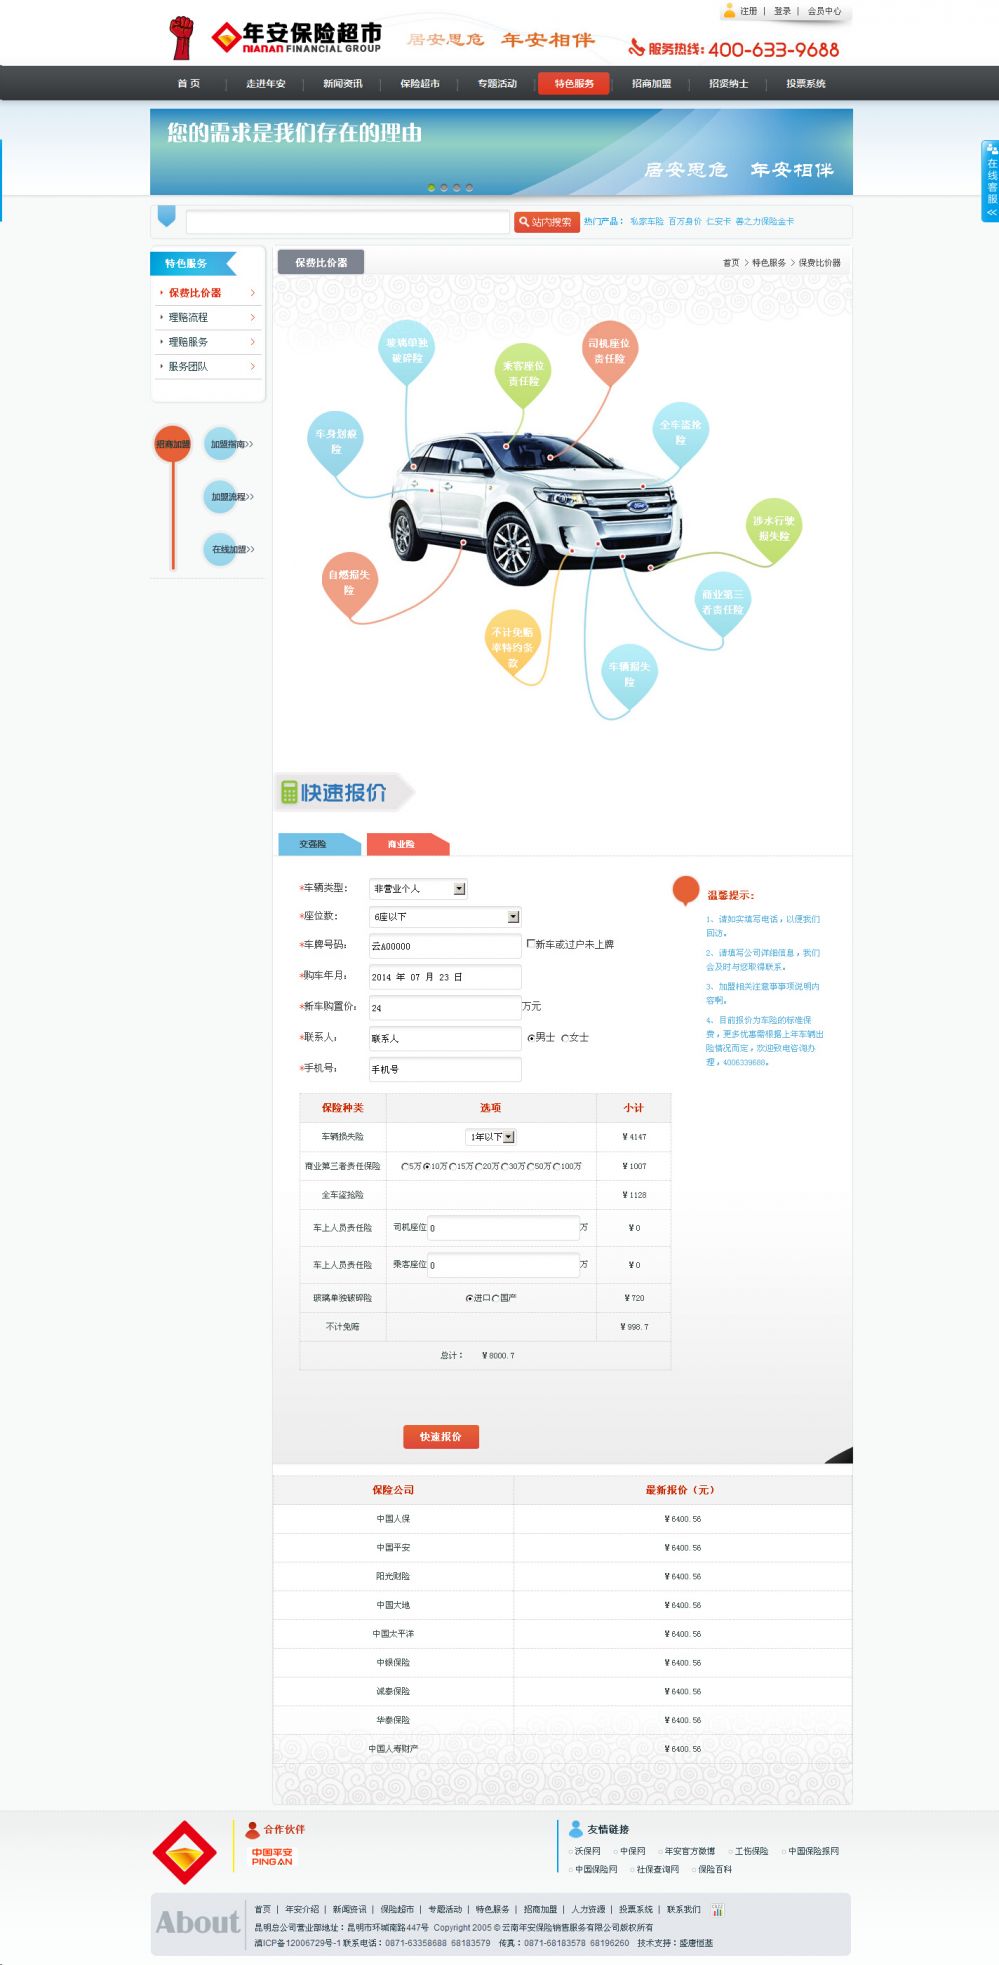 注册 | 登录 | 会员中心
年安保险超市
NIANAN FINANCIAL GROUP
居安思危 年安相伴
服务热线: 400-633-9688
首页 走进年安 新闻资讯 保险超市 专题活动 特色服务 招商加盟 招贤纳士 投票系统
您的需求是我们存在的理由
居安思危 年安相伴
在线客服
站内搜索 热门产品: 私家车险 百万身价 仁安卡 善之力保险金卡
特色服务
保费比价器
理赔流程
理赔服务
服务团队
招商加盟
加盟指南>>
加盟流程>>
在线加盟>>
保费比价器
首页 > 特色服务 > 保费比价器
玻璃单独破碎险
乘客座位责任险
司机座位责任险
车身划痕险
全车盗抢险
涉水行驶损失险
自燃损失险
商业第三者责任险
不计免赔率特约条款
车辆损失险
快速报价
交强险 商业险
*车辆类型: 非营业个人
*座位数: 6座以下
*车牌号码: 云A00000 新车或过户未上牌
*购车年月: 2014 年 07 月 23 日
*新车购置价: 24 万元
*联系人: 联系人 男士 女士
*手机号: 手机号
温馨提示:
1、请如实填写电话,以便我们回访。
2、请填写公司详细信息,我们会及时与您取得联系。
3、加盟相关注意事事项说明内容啊。
4、目前报价为车险的标准保费,更多优惠需根据上年车辆出险情况而定,欢迎致电咨询办理,4006339688。
保险种类 选项 小计
车辆损失险 1年以下 ¥4147
商业第三者责任保险 5万 10万 15万 20万 30万 50万 100万 ¥1007
全车盗抢险 ¥1128
车上人员责任险 司机座位 0 万 ¥0
车上人员责任险 乘客座位 0 万 ¥0
玻璃单独破碎险 进口 国产 ¥720
不计免赔 ¥998.7
总计: ¥8000.7
快速报价
保险公司 最新报价(元)
中国人保 ¥6400.56
中国平安 ¥6400.56
阳光财险 ¥6400.56
中国大地 ¥6400.56
中国太平洋 ¥6400.56
中银保险 ¥6400.56
诚泰保险 ¥6400.56
华泰保险 ¥6400.56
中国人寿财产 ¥6400.56
合作伙伴
中国平安
PING AN
友情链接
沃保网 中保网 年安官方微博 工伤保险 中国保险报网
中国保险网 社保查询网 保险百科
About
首页 | 年安介绍 | 新闻资讯 | 保险超市 | 专题活动 | 特色服务 | 招商加盟 | 人力资源 | 投票系统 | 联系我们
昆明总公司营业部地址:昆明市环城南路447号 Copyright 2005 © 云南年安保险销售服务有限公司版权所有
滇ICP备12006729号-1 联系电话:0871-63358688 68183579 传真:0871-68183578 68196260 技术支持:盛唐恒基